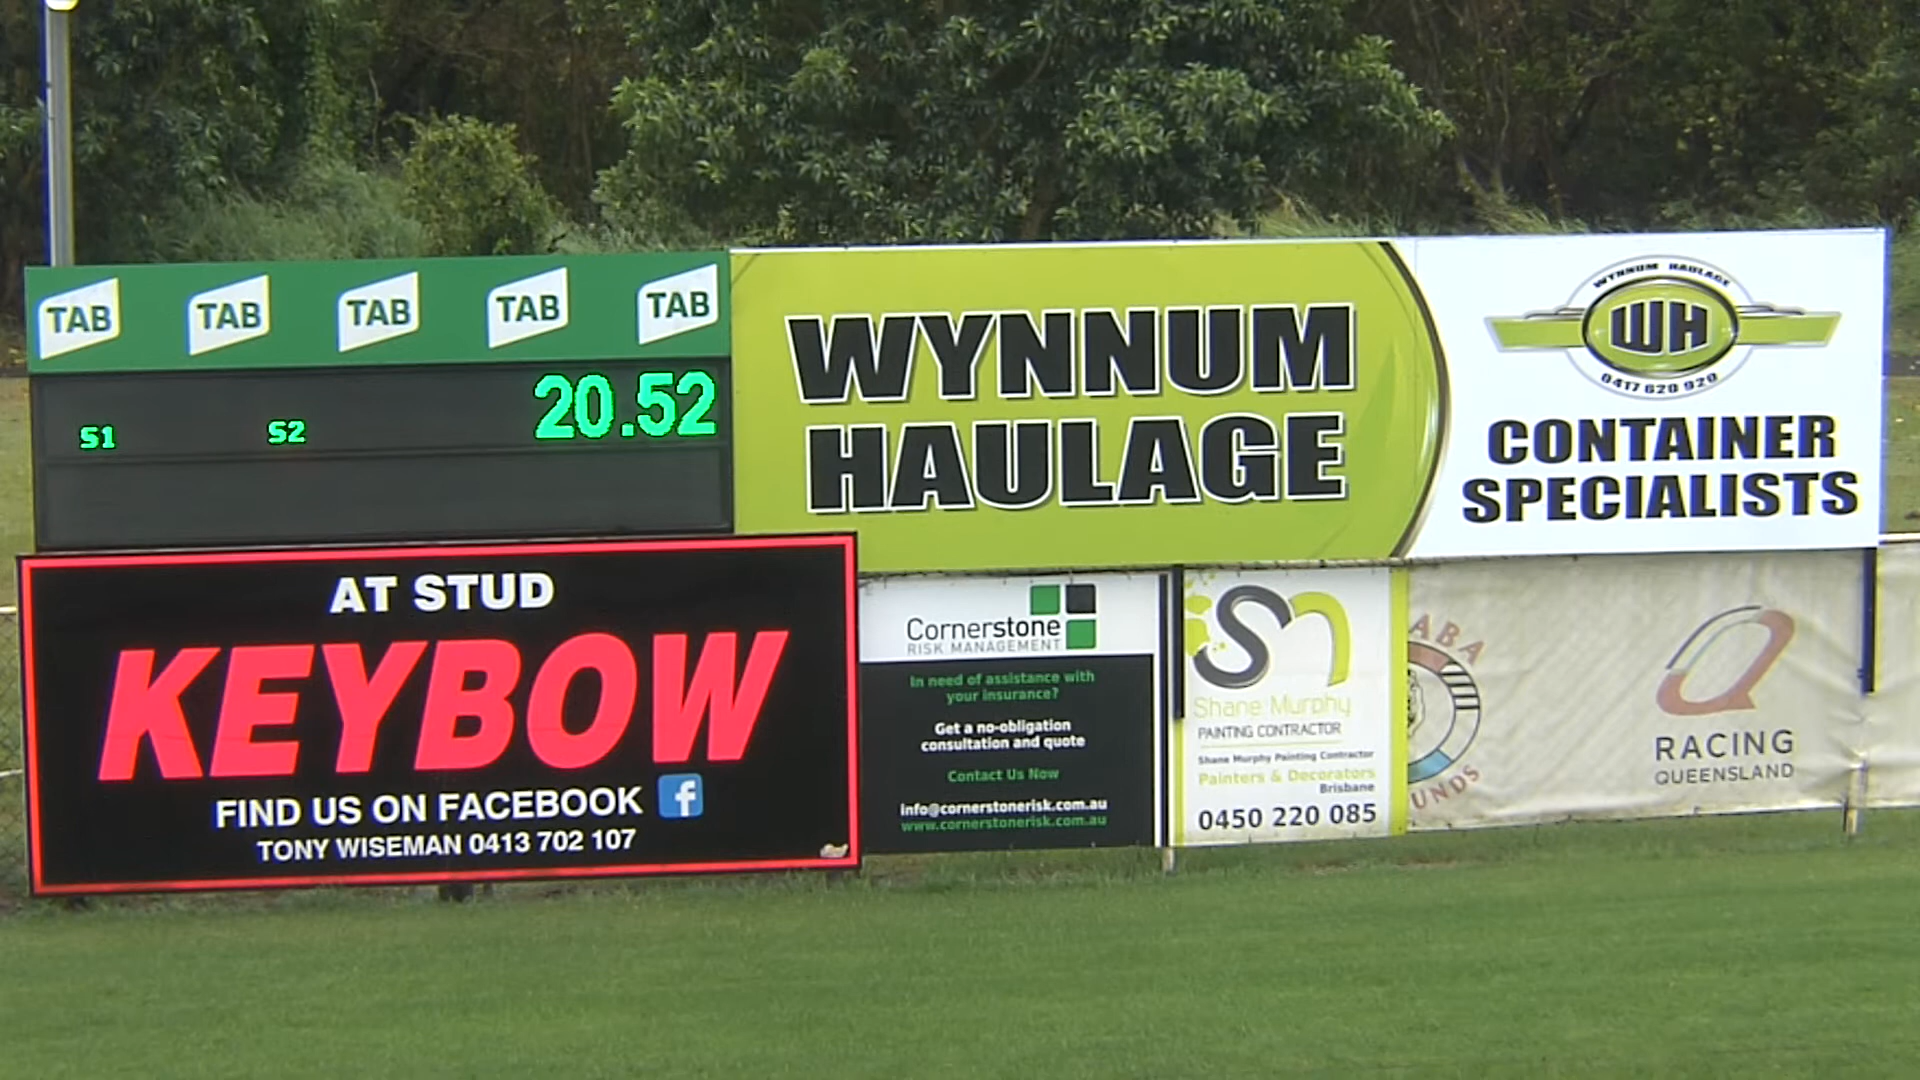 TAB TAB TAB TAB TAB
20.52
S1 S2
WYNNUM
HAULAGE
WYNNUM HAULAGE
WH
0417 620 920
CONTAINER
SPECIALISTS
AT STUD
KEYBOW
FIND US ON FACEBOOK f
TONY WISEMAN 0413 702 107
Cornerstone
RISK MANAGEMENT
In need of assistance with
your insurance?
Get a no-obligation
consultation and quote
Contact Us Now
info@cornerstonerisk.com.au
www.cornerstonerisk.com.au
Shane Murphy
PAINTING CONTRACTOR
Shane Murphy Painting Contractor
Painters & Decorators
Brisbane
0450 220 085
RACING
QUEENSLAND